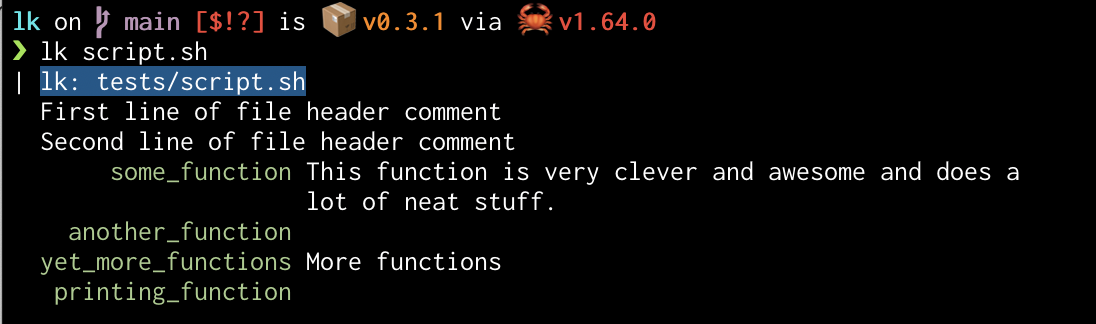 lk on main [$!?] is 📦 v0.3.1 via 🦀 v1.64.0
❯ lk script.sh
| lk: tests/script.sh
First line of file header comment
Second line of file header comment
some_function This function is very clever and awesome and does a
lot of neat stuff.
another_function
yet_more_functions More functions
printing_function